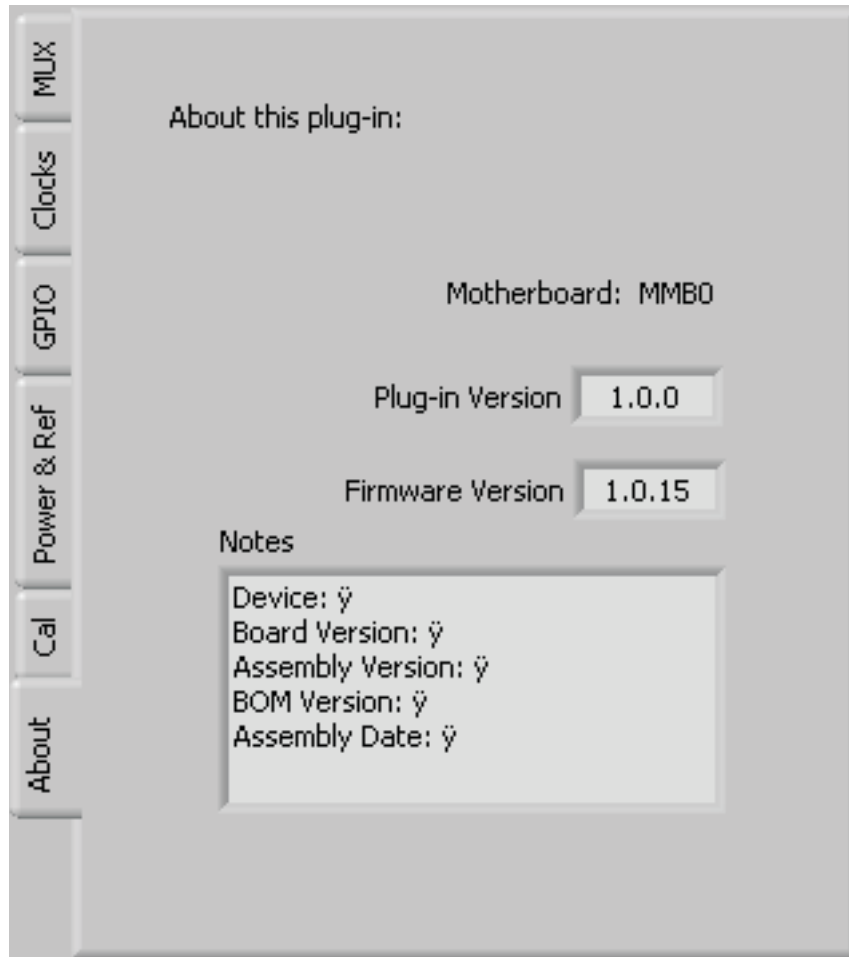 MUX
Clocks
GPIO
Power & Ref
Cal
About
About this plug-in:
Motherboard: MMB0
Plug-in Version 1.0.0
Firmware Version 1.0.15
Notes
Device: ÿ
Board Version: ÿ
Assembly Version: ÿ
BOM Version: ÿ
Assembly Date: ÿ